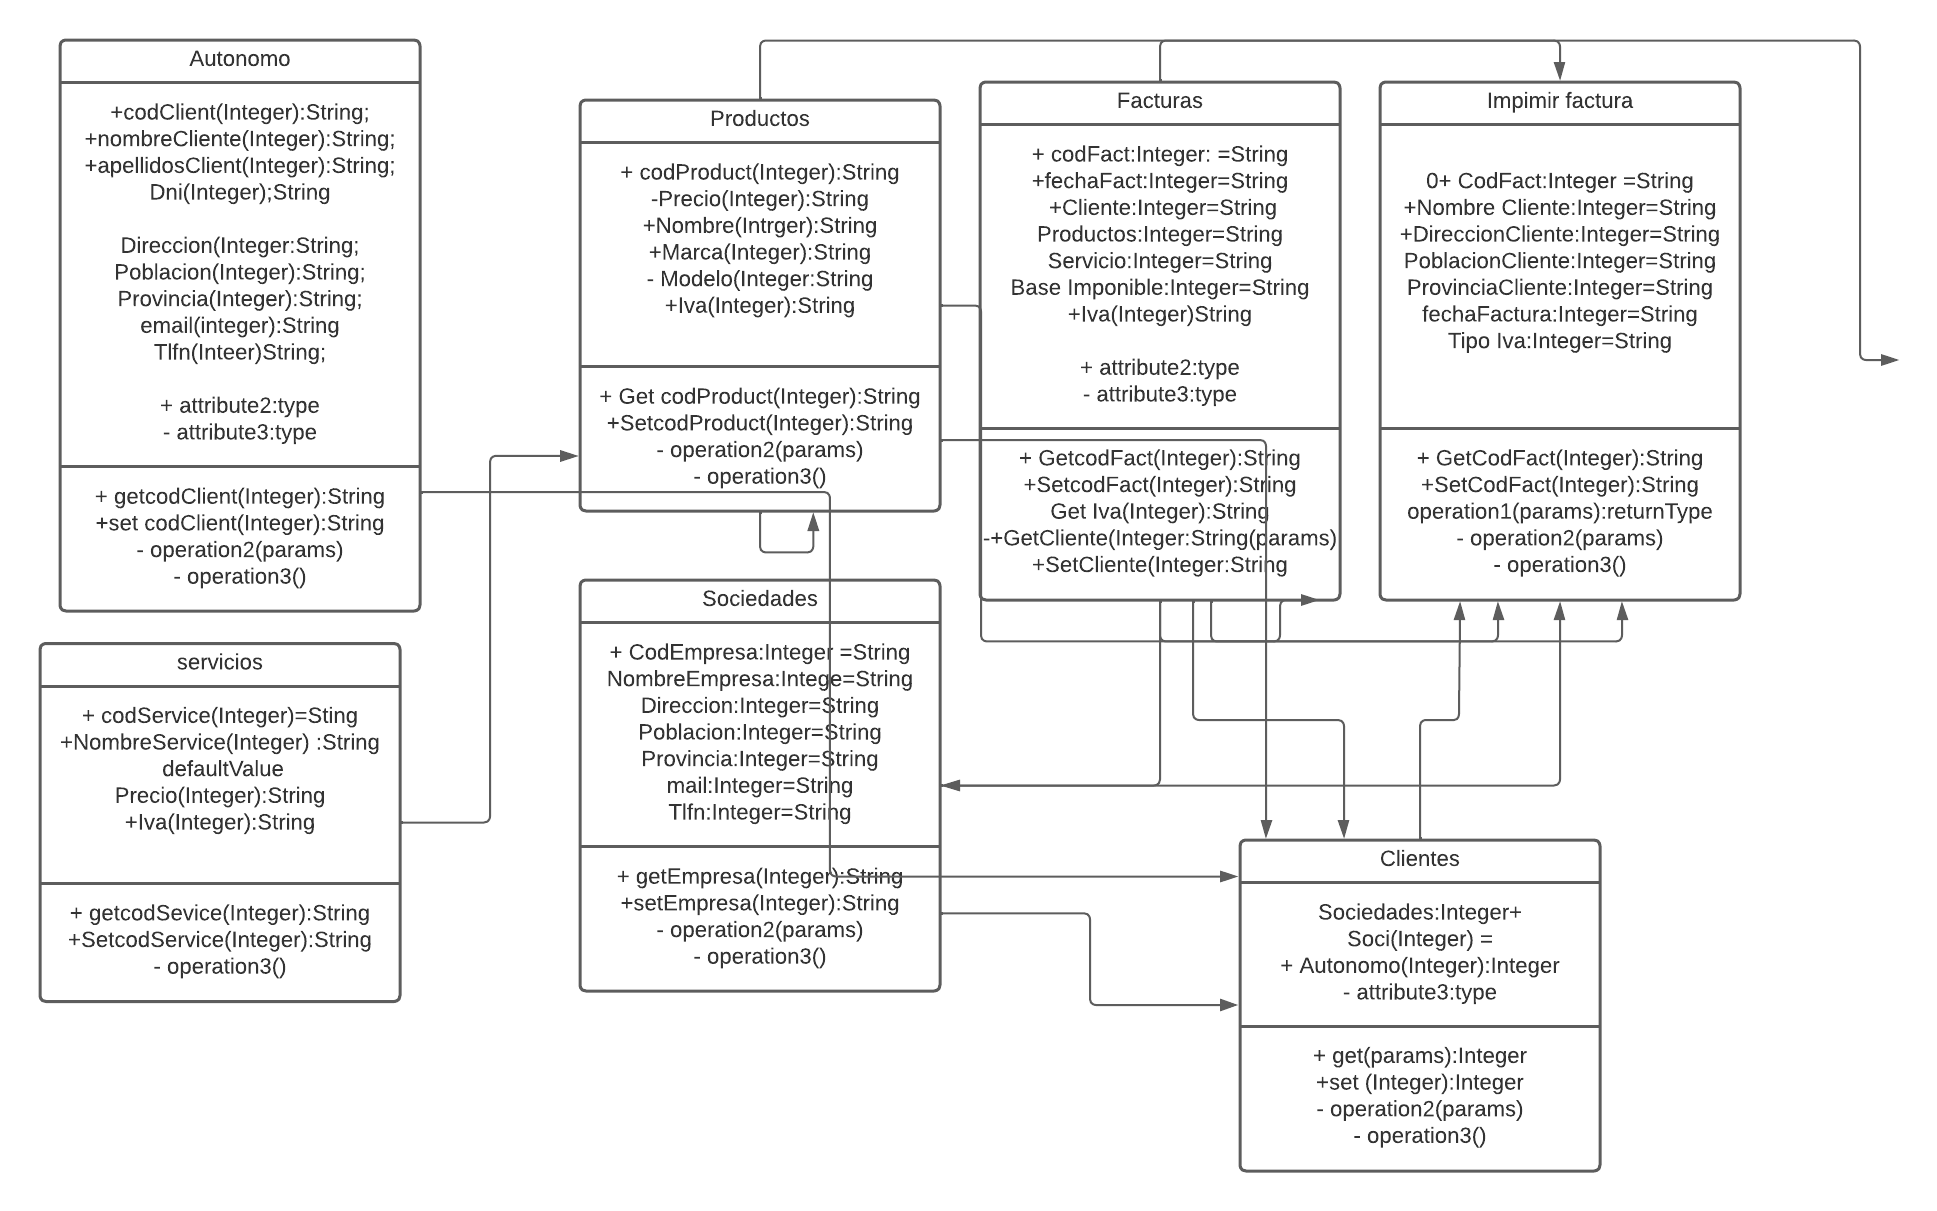 Autonomo
+codClient(Integer):String;
+nombreCliente(Integer):String;
+apellidosClient(Integer):String;
Dni(Integer);String
Direccion(Integer:String;
Poblacion(Integer):String;
Provincia(Integer):String;
email(integer):String
Tlfn(Inteer)String;
+ attribute2:type
- attribute3:type
+ getcodClient(Integer):String
+set codClient(Integer):String
- operation2(params)
- operation3()
servicios
+ codService(Integer)=Sting
+NombreService(Integer) :String
defaultValue
Precio(Integer):String
+Iva(Integer):String
+ getcodSevice(Integer):String
+SetcodService(Integer):String
- operation3()
Productos
+ codProduct(Integer):String
-Precio(Integer):String
+Nombre(Intrger):String
+Marca(Integer):String
- Modelo(Integer:String
+Iva(Integer):String
+ Get codProduct(Integer):String
+SetcodProduct(Integer):String
- operation2(params)
- operation3()
Sociedades
+ CodEmpresa:Integer =String
NombreEmpresa:Intege=String
Direccion:Integer=String
Poblacion:Integer=String
Provincia:Integer=String
mail:Integer=String
Tlfn:Integer=String
+ getEmpresa(Integer):String
+setEmpresa(Integer):String
- operation2(params)
- operation3()
Facturas
+ codFact:Integer: =String
+fechaFact:Integer=String
+Cliente:Integer=String
Productos:Integer=String
Servicio:Integer=String
Base Imponible:Integer=String
+Iva(Integer)String
+ attribute2:type
- attribute3:type
+ GetcodFact(Integer):String
+SetcodFact(Integer):String
Get Iva(Integer):String
-+GetCliente(Integer:String(params)
+SetCliente(Integer:String
Impimir factura
0+ CodFact:Integer =String
+Nombre Cliente:Integer=String
+DireccionCliente:Integer=String
PoblacionCliente:Integer=String
ProvinciaCliente:Integer=String
fechaFactura:Integer=String
Tipo Iva:Integer=String
+ GetCodFact(Integer):String
+SetCodFact(Integer):String
operation1(params):returnType
- operation2(params)
- operation3()
Clientes
Sociedades:Integer+
Soci(Integer) =
+ Autonomo(Integer):Integer
- attribute3:type
+ get(params):Integer
+set (Integer):Integer
- operation2(params)
- operation3()